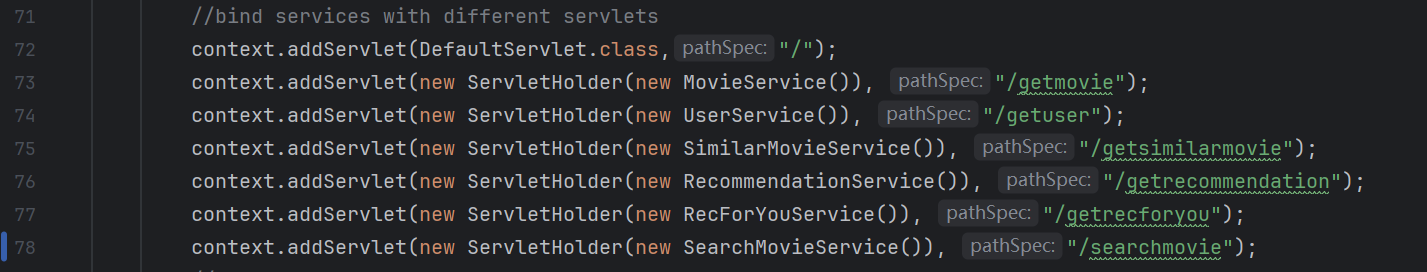 71 //bind services with different servlets
72 context.addServlet(DefaultServlet.class, pathSpec: "/");
73 context.addServlet(new ServletHolder(new MovieService()), pathSpec: "/getmovie");
74 context.addServlet(new ServletHolder(new UserService()), pathSpec: "/getuser");
75 context.addServlet(new ServletHolder(new SimilarMovieService()), pathSpec: "/getsimilarmovie");
76 context.addServlet(new ServletHolder(new RecommendationService()), pathSpec: "/getrecommendation");
77 context.addServlet(new ServletHolder(new RecForYouService()), pathSpec: "/getrecforyou");
78 context.addServlet(new ServletHolder(new SearchMovieService()), pathSpec: "/searchmovie");